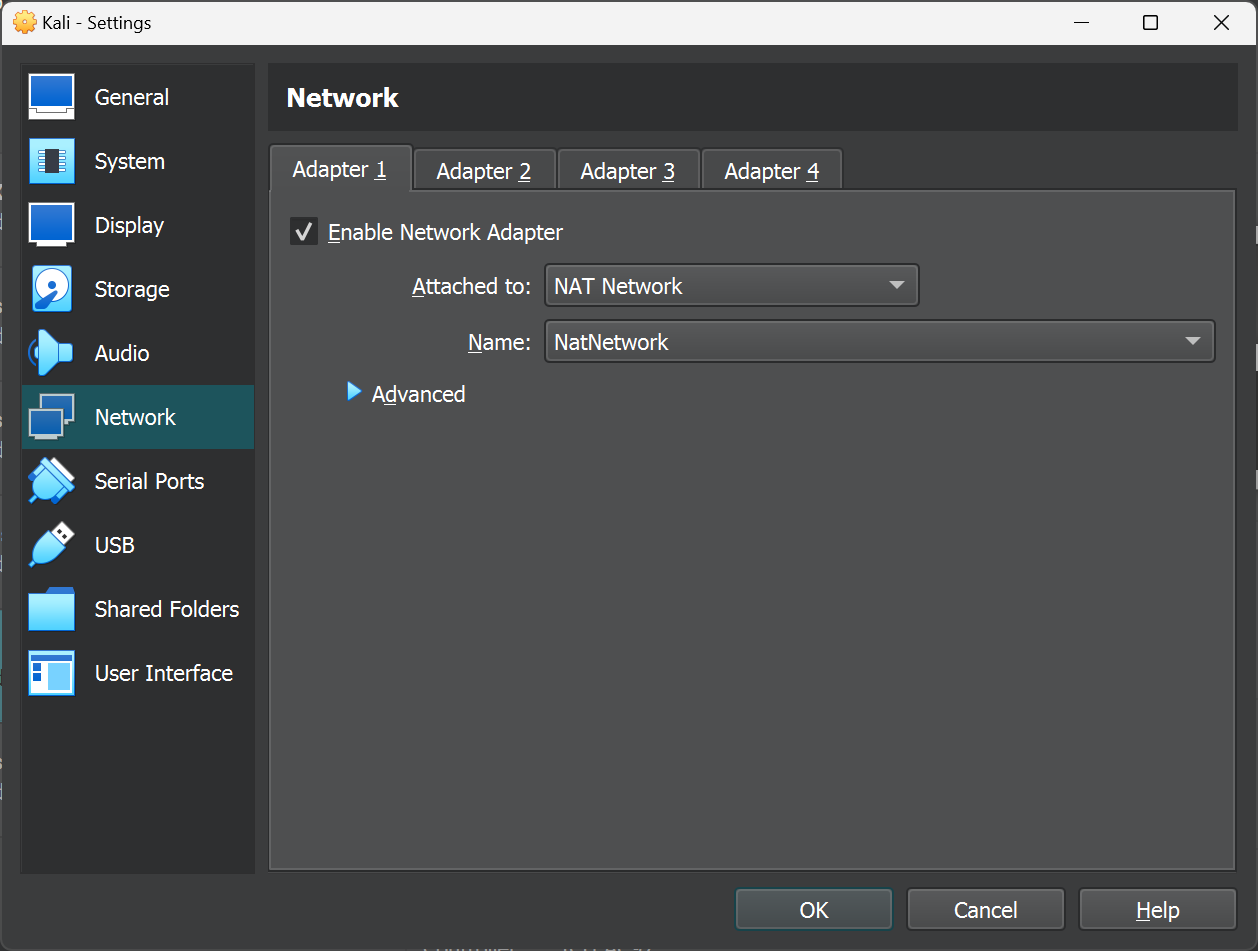 Kali - Settings
General
System
Display
Storage
Audio
Network
Serial Ports
USB
Shared Folders
User Interface
Network
Adapter 1 Adapter 2 Adapter 3 Adapter 4
Enable Network Adapter
Attached to: NAT Network
Name: NatNetwork
Advanced
OK Cancel Help